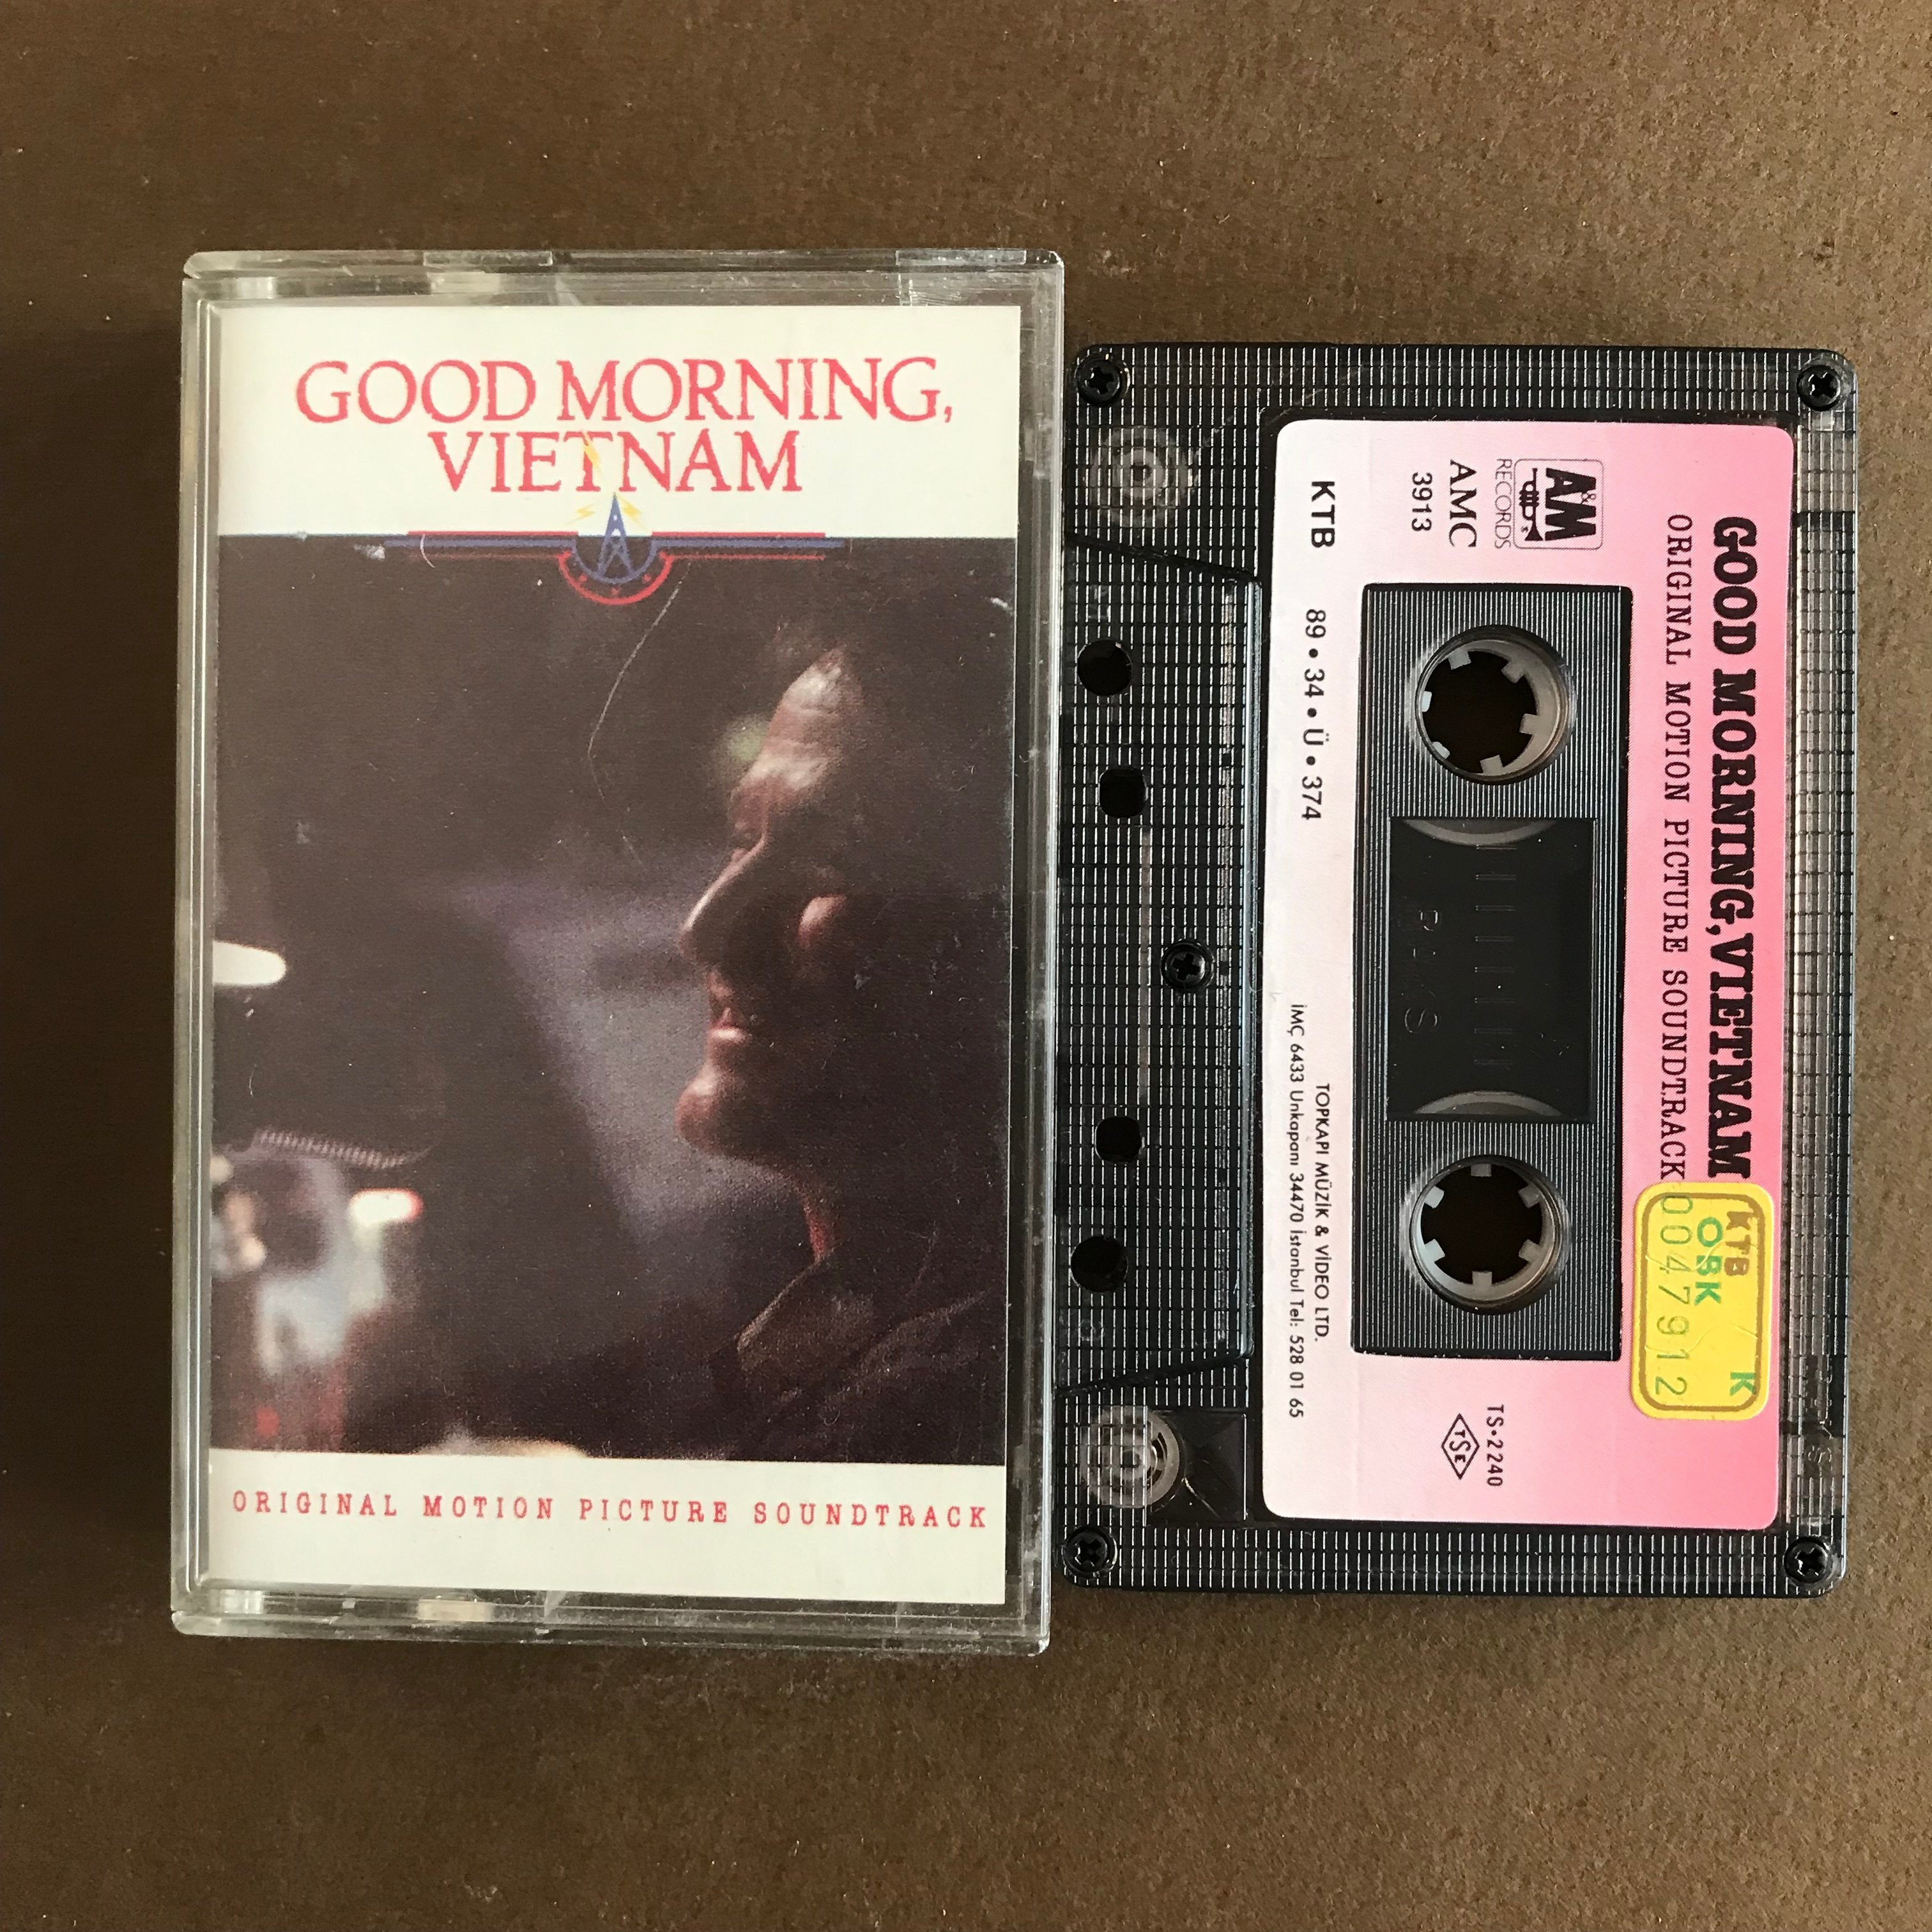 GOOD MORNING,
VIETNAM
ORIGINAL MOTION PICTURE SOUNDTRACK
GOOD MORNING, VIETNAM
ORIGINAL MOTION PICTURE SOUNDTRACK
A&M
RECORDS
AMC
3913
KTB
OBK K
0047912
TS•2240
TSE
KTB 89•34•Ü•374
TOPKAPI MÜZİK & VİDEO LTD.
İMÇ 6433 Unkapanı 34470 İstanbul Tel: 528 01 65